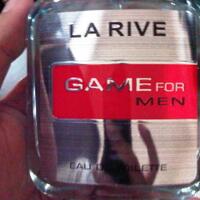 LA RIVE
GAME FOR
MEN
EAU DE TOILETTE